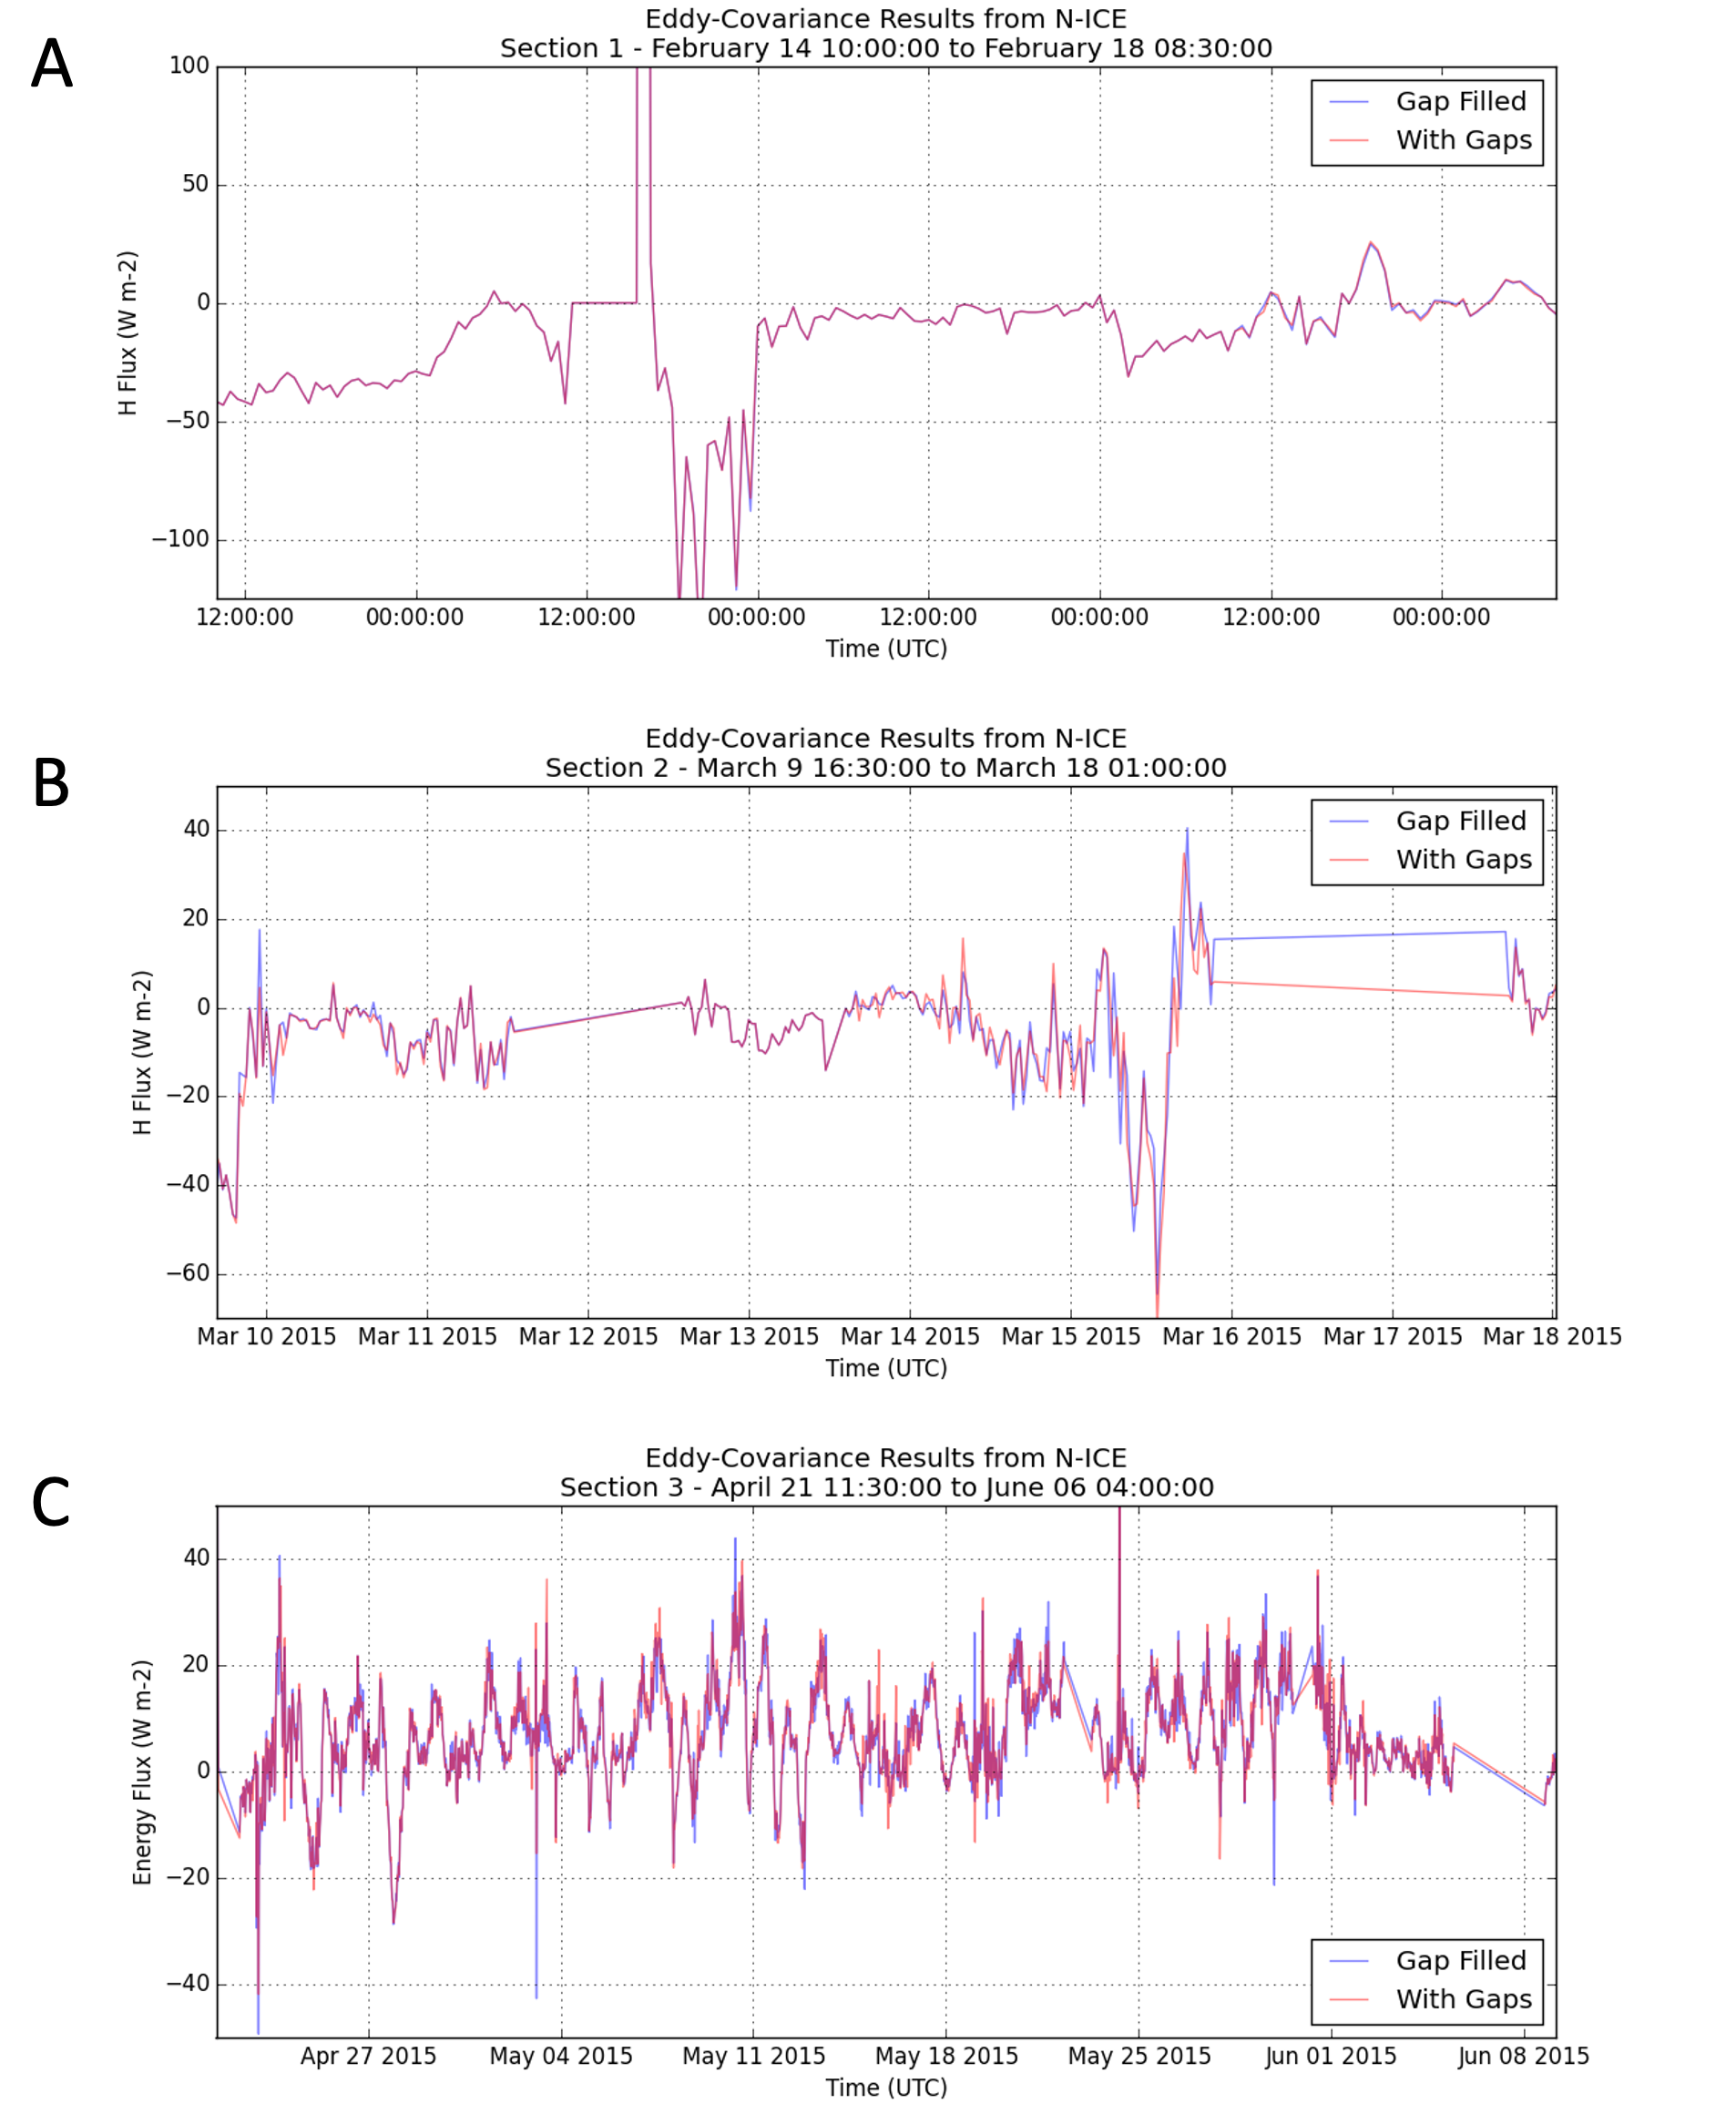 A
Eddy-Covariance Results from N-ICE
Section 1 - February 14 10:00:00 to February 18 08:30:00
100
50
0
−50
−100
H Flux (W m-2)
Gap Filled
With Gaps
12:00:00 00:00:00 12:00:00 00:00:00 12:00:00 00:00:00 12:00:00 00:00:00
Time (UTC)
B
Eddy-Covariance Results from N-ICE
Section 2 - March 9 16:30:00 to March 18 01:00:00
40
20
0
−20
−40
−60
H Flux (W m-2)
Gap Filled
With Gaps
Mar 10 2015 Mar 11 2015 Mar 12 2015 Mar 13 2015 Mar 14 2015 Mar 15 2015 Mar 16 2015 Mar 17 2015 Mar 18 2015
Time (UTC)
C
Eddy-Covariance Results from N-ICE
Section 3 - April 21 11:30:00 to June 06 04:00:00
40
20
0
−20
−40
Energy Flux (W m-2)
Gap Filled
With Gaps
Apr 27 2015 May 04 2015 May 11 2015 May 18 2015 May 25 2015 Jun 01 2015 Jun 08 2015
Time (UTC)